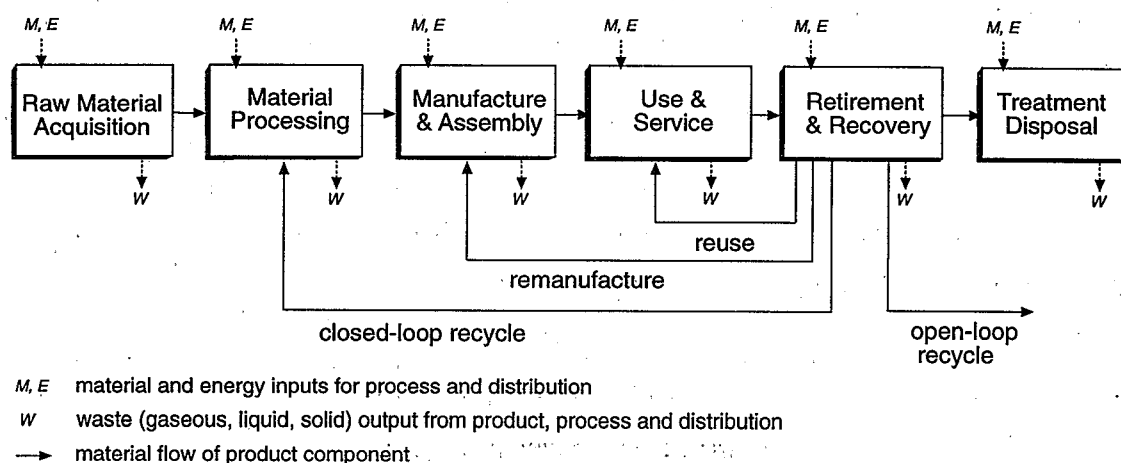 M, E
M, E
M, E
M, E
M, E
M, E
Raw Material
Acquisition
Material
Processing
Manufacture
& Assembly
Use &
Service
Retirement
& Recovery
Treatment
Disposal
W
W
W
W
W
W
reuse
remanufacture
closed-loop recycle
open-loop
recycle
M, E material and energy inputs for process and distribution
W waste (gaseous, liquid, solid) output from product, process and distribution
→ material flow of product component